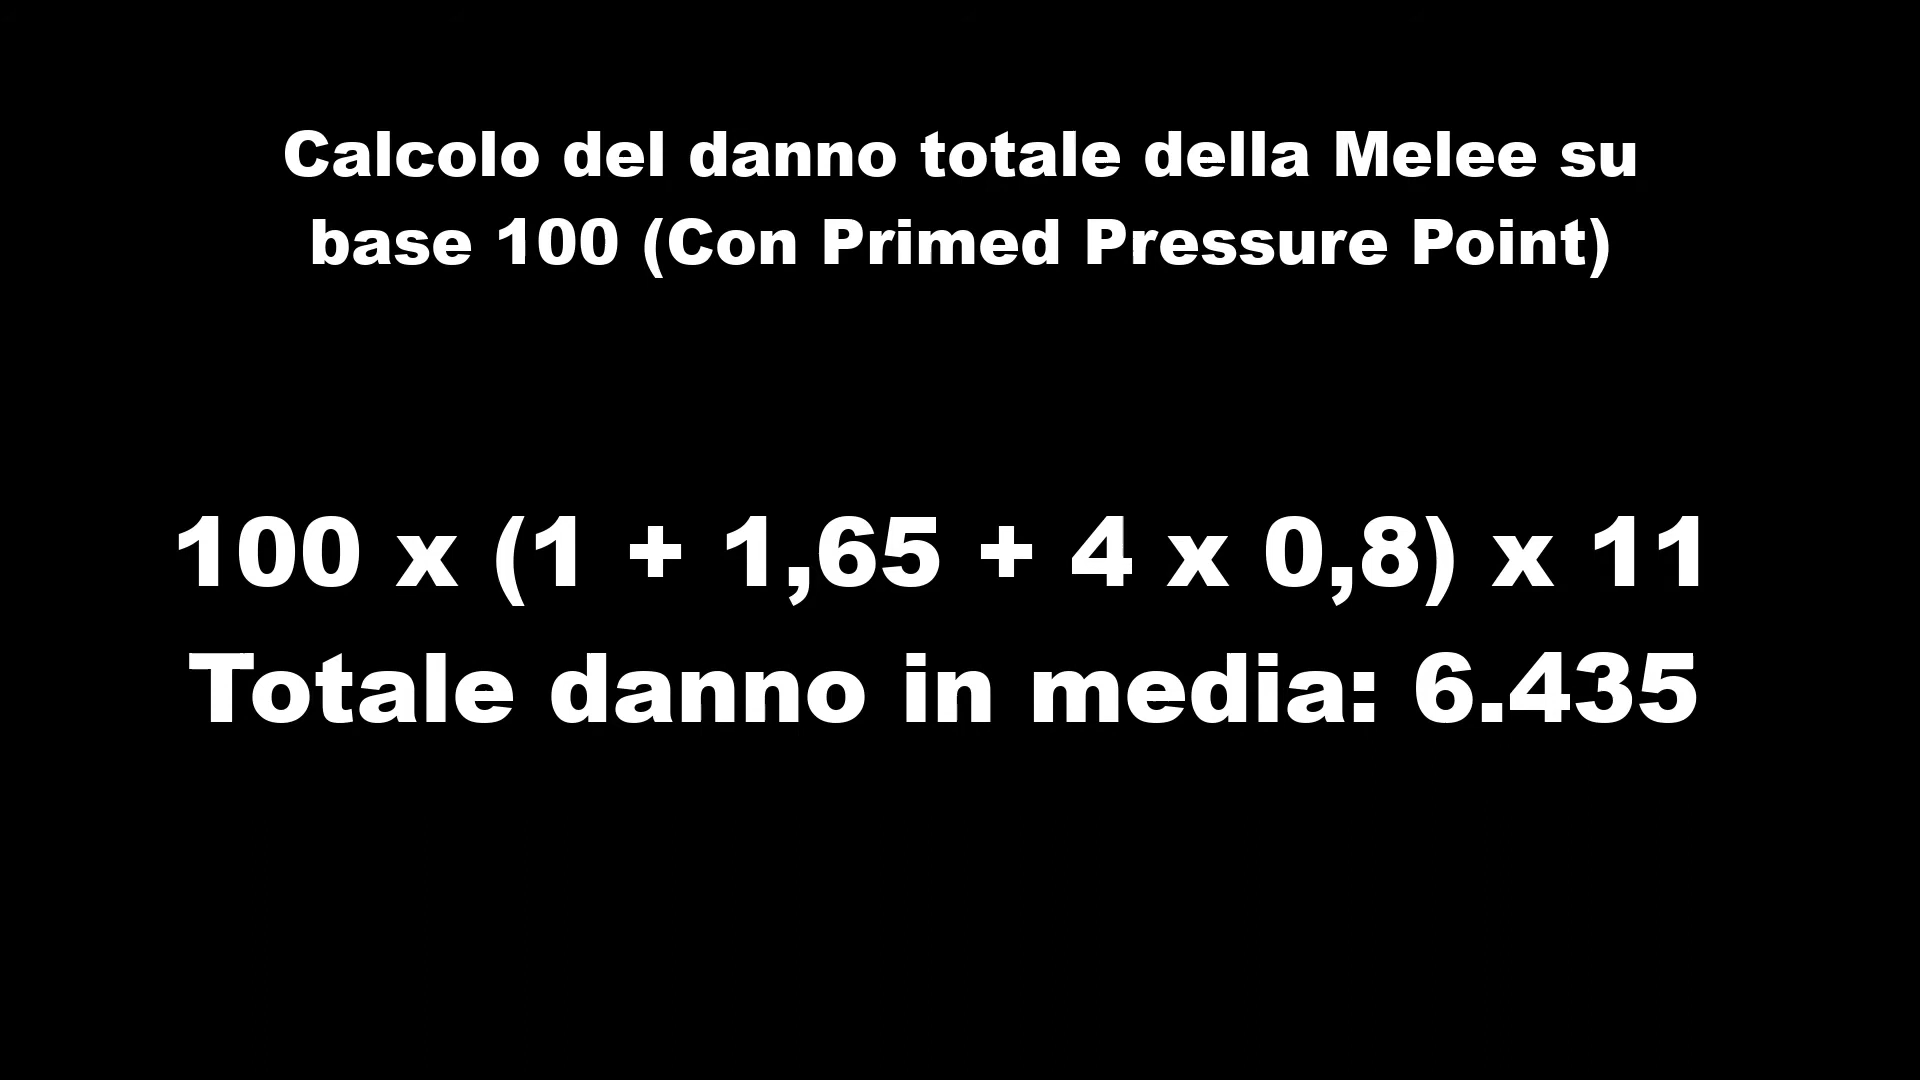 Calcolo del danno totale della Melee su
base 100 (Con Primed Pressure Point)
100 x (1 + 1,65 + 4 x 0,8) x 11
Totale danno in media: 6.435